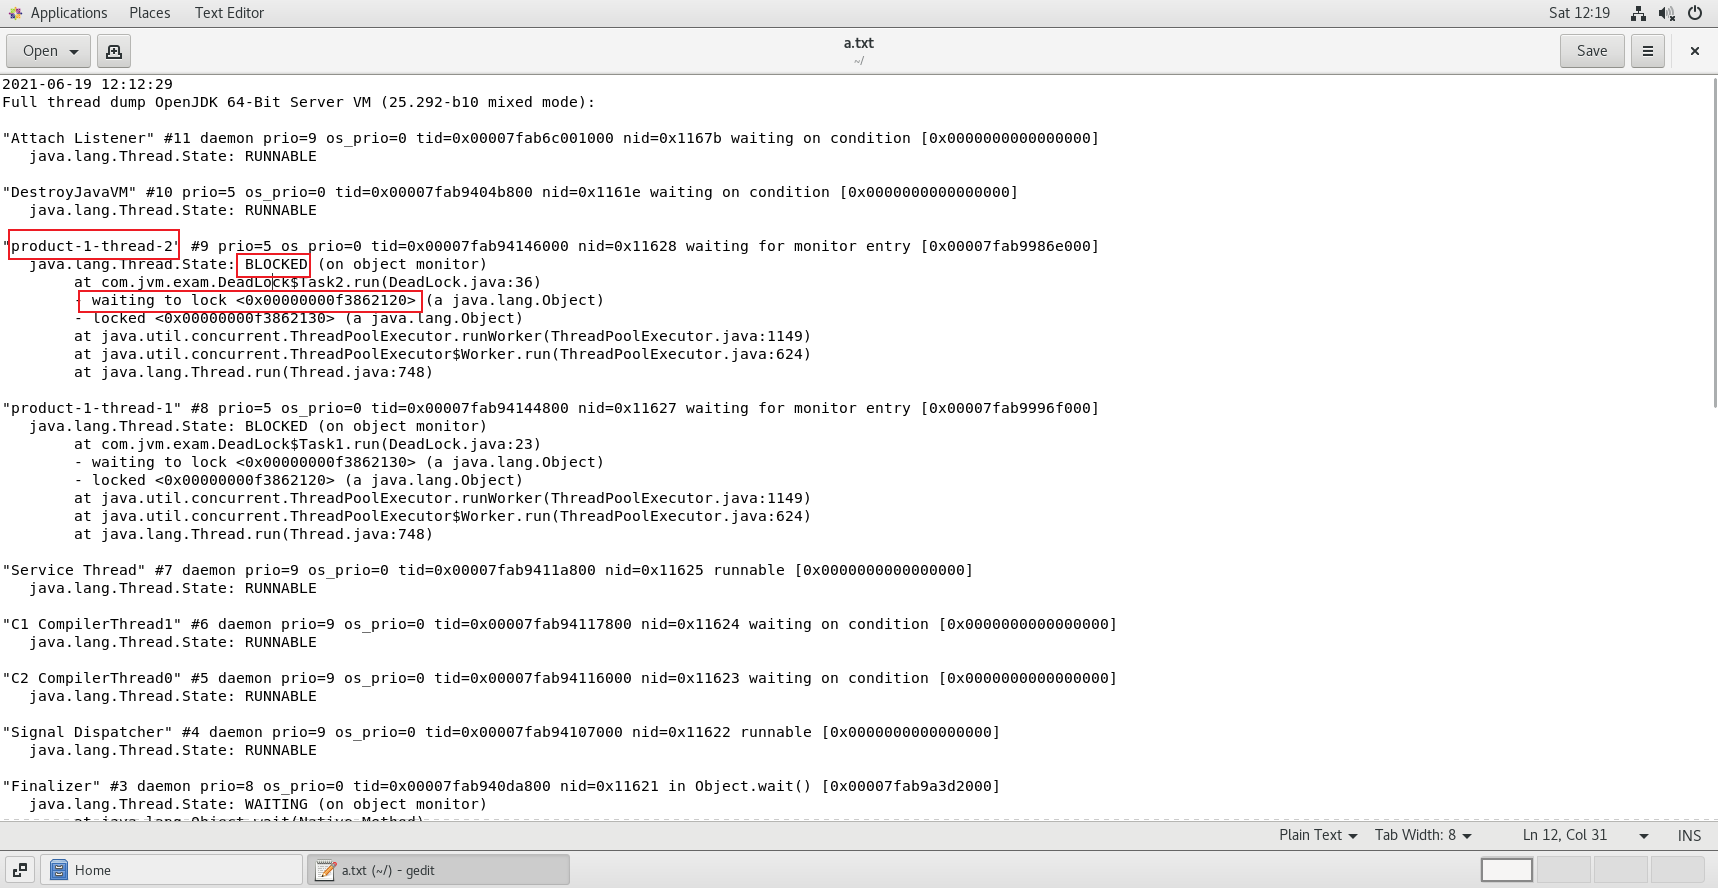 Applications Places Text Editor Sat 12:19
Open a.txt Save
~/
2021-06-19 12:12:29
Full thread dump OpenJDK 64-Bit Server VM (25.292-b10 mixed mode):
"Attach Listener" #11 daemon prio=9 os_prio=0 tid=0x00007fab6c001000 nid=0x1167b waiting on condition [0x0000000000000000]
java.lang.Thread.State: RUNNABLE
"DestroyJavaVM" #10 prio=5 os_prio=0 tid=0x00007fab9404b800 nid=0x1161e waiting on condition [0x0000000000000000]
java.lang.Thread.State: RUNNABLE
"product-1-thread-2" #9 prio=5 os_prio=0 tid=0x00007fab94146000 nid=0x11628 waiting for monitor entry [0x00007fab9986e000]
java.lang.Thread.State: BLOCKED (on object monitor)
at com.jvm.exam.DeadLock$Task2.run(DeadLock.java:36)
- waiting to lock <0x00000000f3862120> (a java.lang.Object)
- locked <0x00000000f3862130> (a java.lang.Object)
at java.util.concurrent.ThreadPoolExecutor.runWorker(ThreadPoolExecutor.java:1149)
at java.util.concurrent.ThreadPoolExecutor$Worker.run(ThreadPoolExecutor.java:624)
at java.lang.Thread.run(Thread.java:748)
"product-1-thread-1" #8 prio=5 os_prio=0 tid=0x00007fab94144800 nid=0x11627 waiting for monitor entry [0x00007fab9996f000]
java.lang.Thread.State: BLOCKED (on object monitor)
at com.jvm.exam.DeadLock$Task1.run(DeadLock.java:23)
- waiting to lock <0x00000000f3862130> (a java.lang.Object)
- locked <0x00000000f3862120> (a java.lang.Object)
at java.util.concurrent.ThreadPoolExecutor.runWorker(ThreadPoolExecutor.java:1149)
at java.util.concurrent.ThreadPoolExecutor$Worker.run(ThreadPoolExecutor.java:624)
at java.lang.Thread.run(Thread.java:748)
"Service Thread" #7 daemon prio=9 os_prio=0 tid=0x00007fab9411a800 nid=0x11625 runnable [0x0000000000000000]
java.lang.Thread.State: RUNNABLE
"C1 CompilerThread1" #6 daemon prio=9 os_prio=0 tid=0x00007fab94117800 nid=0x11624 waiting on condition [0x0000000000000000]
java.lang.Thread.State: RUNNABLE
"C2 CompilerThread0" #5 daemon prio=9 os_prio=0 tid=0x00007fab94116000 nid=0x11623 waiting on condition [0x0000000000000000]
java.lang.Thread.State: RUNNABLE
"Signal Dispatcher" #4 daemon prio=9 os_prio=0 tid=0x00007fab94107000 nid=0x11622 runnable [0x0000000000000000]
java.lang.Thread.State: RUNNABLE
"Finalizer" #3 daemon prio=8 os_prio=0 tid=0x00007fab940da800 nid=0x11621 in Object.wait() [0x00007fab9a3d2000]
java.lang.Thread.State: WAITING (on object monitor)
at java.lang.Object.wait(Native Method)
Plain Text Tab Width: 8 Ln 12, Col 31 INS
Home a.txt (~/) - gedit